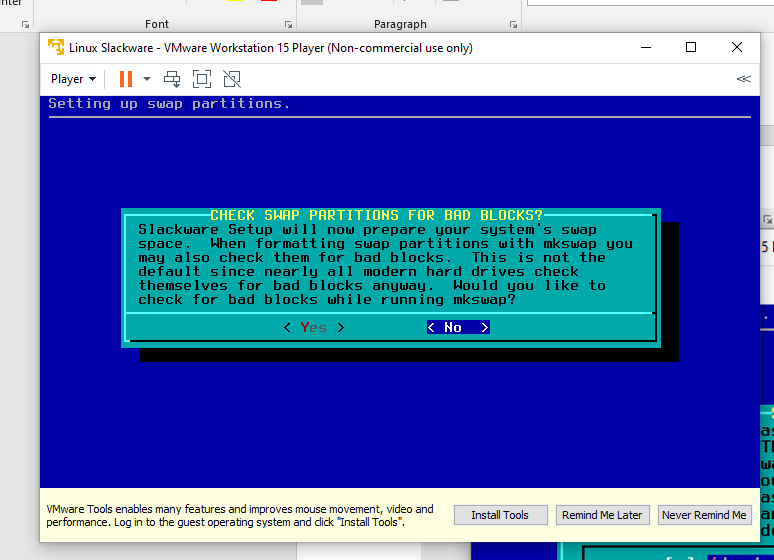 Font
Paragraph
Linux Slackware - VMware Workstation 15 Player (Non-commercial use only)
Player
Setting up swap partitions.
CHECK SWAP PARTITIONS FOR BAD BLOCKS?
Slackware Setup will now prepare your system's swap
space.  When formatting swap partitions with mkswap you
may also check them for bad blocks.  This is not the
default since nearly all modern hard drives check
themselves for bad blocks anyway.  Would you like to
check for bad blocks while running mkswap?
< Yes > < No >
VMware Tools enables many features and improves mouse movement, video and
performance. Log in to the guest operating system and click "Install Tools".
Install Tools
Remind Me Later
Never Remind Me